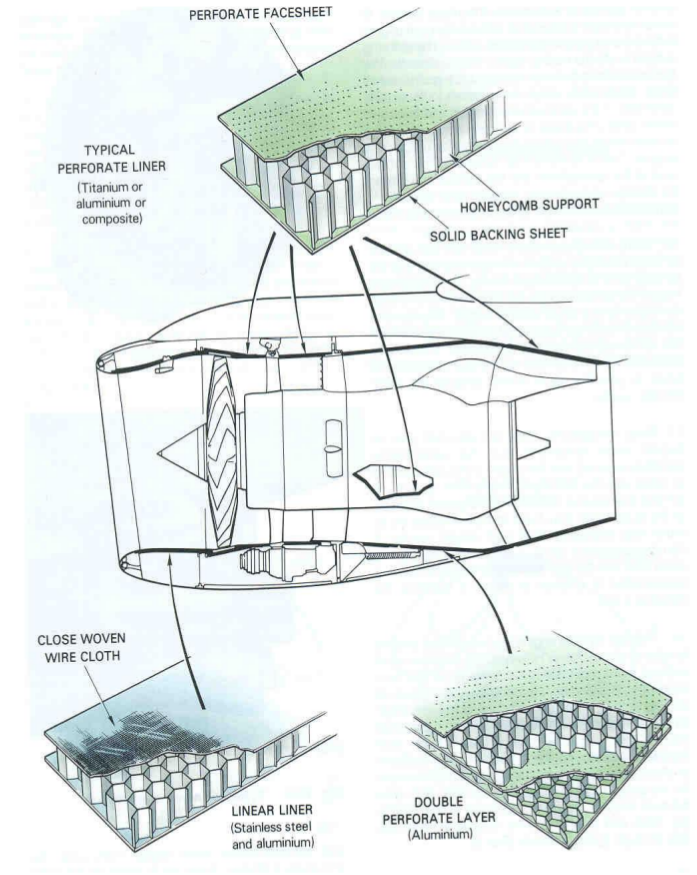 PERFORATE FACESHEET
TYPICAL
PERFORATE LINER
(Titanium or
aluminium or
composite)
HONEYCOMB SUPPORT
SOLID BACKING SHEET
CLOSE WOVEN
WIRE CLOTH
LINEAR LINER
(Stainless steel
and aluminium)
DOUBLE
PERFORATE LAYER
(Aluminium)